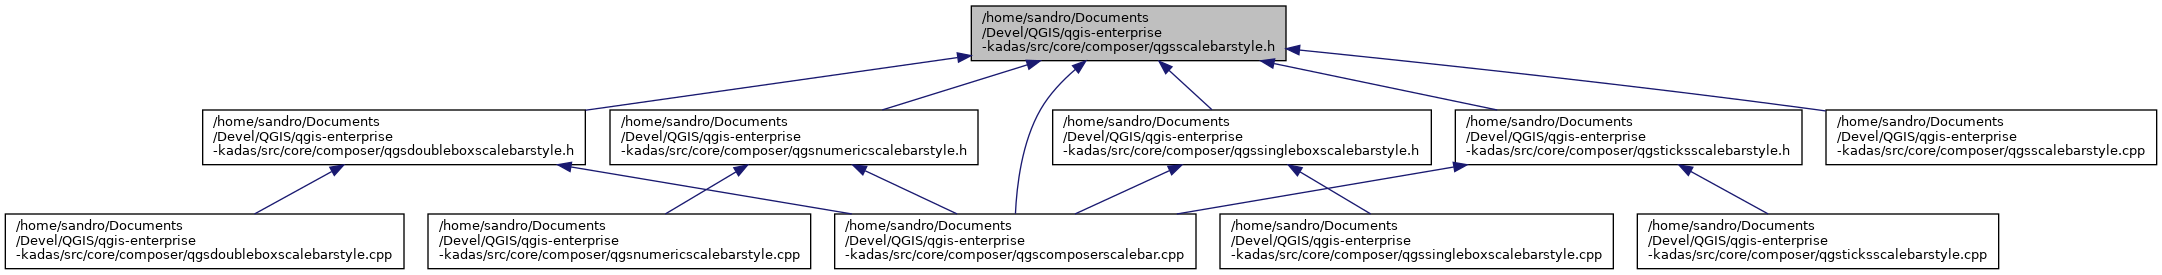 /home/sandro/Documents
/Devel/QGIS/qgis-enterprise
-kadas/src/core/composer/qgsscalebarstyle.h
/home/sandro/Documents
/Devel/QGIS/qgis-enterprise
-kadas/src/core/composer/qgsdoubleboxscalebarstyle.h
/home/sandro/Documents
/Devel/QGIS/qgis-enterprise
-kadas/src/core/composer/qgsnumericscalebarstyle.h
/home/sandro/Documents
/Devel/QGIS/qgis-enterprise
-kadas/src/core/composer/qgssingleboxscalebarstyle.h
/home/sandro/Documents
/Devel/QGIS/qgis-enterprise
-kadas/src/core/composer/qgsticksscalebarstyle.h
/home/sandro/Documents
/Devel/QGIS/qgis-enterprise
-kadas/src/core/composer/qgsscalebarstyle.cpp
/home/sandro/Documents
/Devel/QGIS/qgis-enterprise
-kadas/src/core/composer/qgsdoubleboxscalebarstyle.cpp
/home/sandro/Documents
/Devel/QGIS/qgis-enterprise
-kadas/src/core/composer/qgsnumericscalebarstyle.cpp
/home/sandro/Documents
/Devel/QGIS/qgis-enterprise
-kadas/src/core/composer/qgscomposerscalebar.cpp
/home/sandro/Documents
/Devel/QGIS/qgis-enterprise
-kadas/src/core/composer/qgssingleboxscalebarstyle.cpp
/home/sandro/Documents
/Devel/QGIS/qgis-enterprise
-kadas/src/core/composer/qgsticksscalebarstyle.cpp